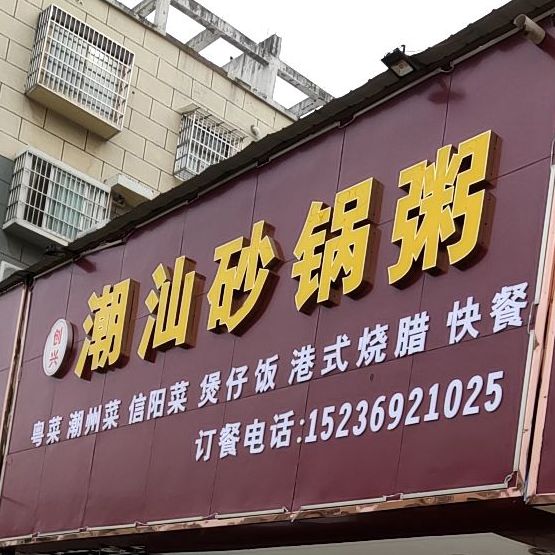 创兴
潮汕砂锅粥
粤菜 潮州菜 信阳菜 煲仔饭 港式烧腊 快餐
订餐电话:15236921025